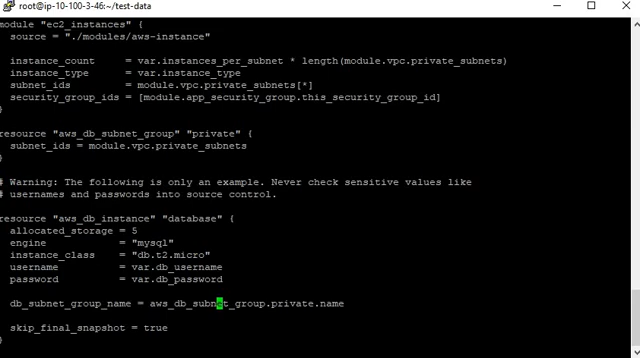 root@ip-10-100-3-46:~/test-data
module "ec2_instances" {
source = "./modules/aws-instance"
instance_count = var.instances_per_subnet * length(module.vpc.private_subnets)
instance_type = var.instance_type
subnet_ids = module.vpc.private_subnets[*]
security_group_ids = [module.app_security_group.this_security_group_id]
}
resource "aws_db_subnet_group" "private" {
subnet_ids = module.vpc.private_subnets
}
# Warning: The following is only an example. Never check sensitive values like
# usernames and passwords into source control.
resource "aws_db_instance" "database" {
allocated_storage = 5
engine = "mysql"
instance_class = "db.t2.micro"
username = var.db_username
password = var.db_password
db_subnet_group_name = aws_db_subnet_group.private.name
skip_final_snapshot = true
}